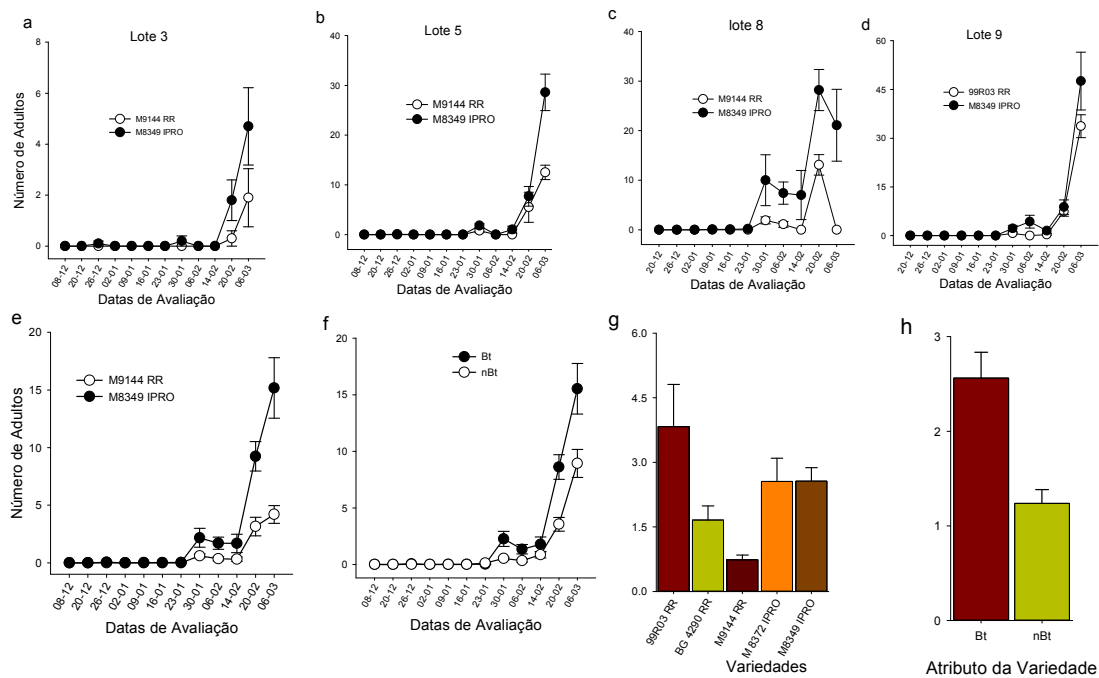 a
Lote 3
8
6
4
2
0
Número de Adultos
M9144 RR
M8349 IPRO
08-12
20-12
26-12
02-01
09-01
16-01
23-01
30-01
06-02
14-02
20-02
06-03
Datas de Avaliação
b
Lote 5
40
30
20
10
0
M9144 RR
M8349 IPRO
08-12
20-12
26-12
02-01
09-01
16-01
23-01
30-01
06-02
14-02
20-02
06-03
Datas de Avaliação
c
lote 8
40
30
20
10
0
M9144 RR
M8349 IPRO
20-12
26-12
02-01
09-01
16-01
23-01
30-01
06-02
14-02
20-02
06-03
Datas de Avaliação
d
Lote 9
60
45
30
15
0
99R03 RR
M8349 IPRO
20-12
26-12
02-01
09-01
16-01
23-01
30-01
06-02
14-02
20-02
06-03
Datas de Avaliação
e
20
15
10
5
0
Número de Adultos
M9144 RR
M8349 IPRO
08-12
20-12
26-12
02-01
09-01
16-01
23-01
30-01
06-02
14-02
20-02
06-03
Datas de Avaliação
f
20
15
10
5
0
Bt
nBt
08-12
20-12
26-12
02-01
09-01
16-01
23-01
30-01
06-02
14-02
20-02
06-03
Datas de Avaliação
g
6.0
4.5
3.0
1.5
0.0
99R03 RR
BG 4290 RR
M9144 RR
M 8372 IPRO
M8349 IPRO
Variedades
h
3
2
1
0
Bt
nBt
Atributo da Variedade